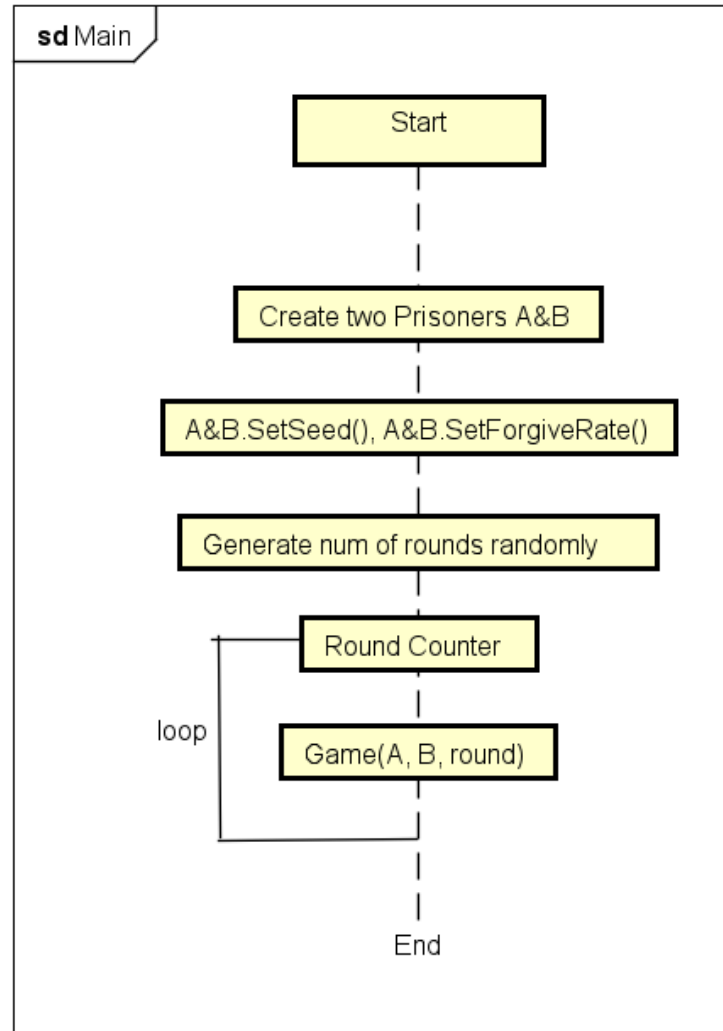 sd Main
Start
Create two Prisoners A&B
A&B.SetSeed(), A&B.SetForgiveRate()
Generate num of rounds randomly
Round Counter
loop
Game(A, B, round)
End